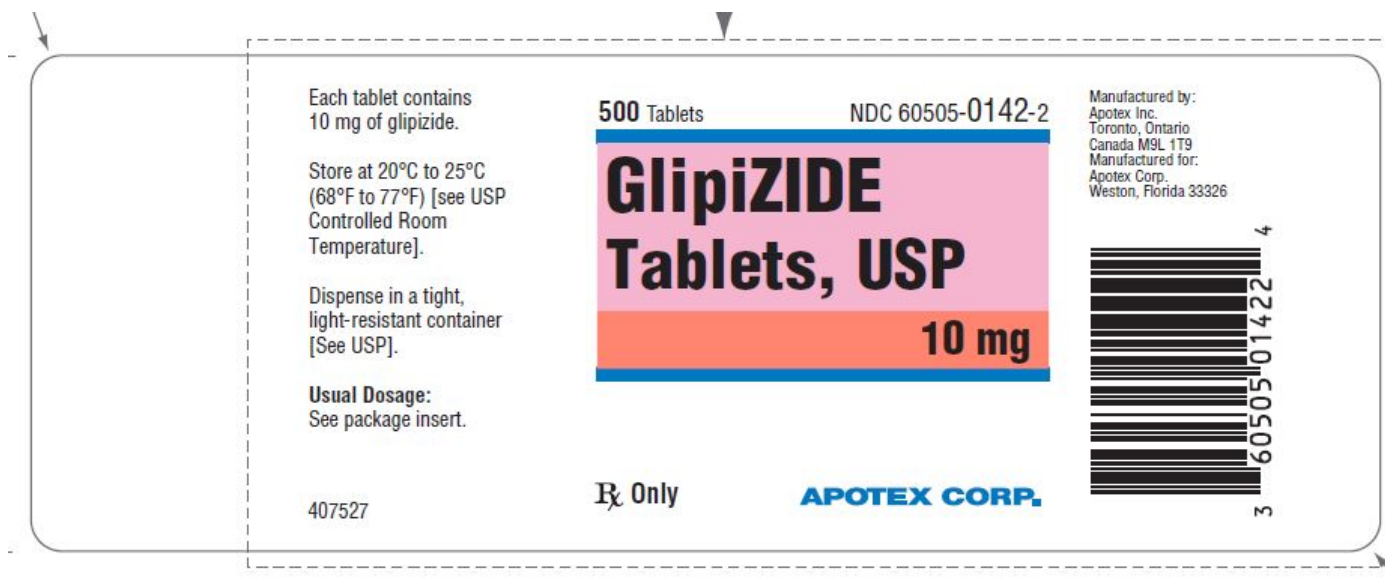 Each tablet contains
10 mg of glipizide.
Store at 20°C to 25°C
(68°F to 77°F) [see USP
Controlled Room
Temperature].
Dispense in a tight,
light-resistant container
[See USP].
Usual Dosage:
See package insert.
407527
500 Tablets NDC 60505-0142-2
GlipiZIDE
Tablets, USP
10 mg
℞ Only APOTEX CORP.
Manufactured by:
Apotex Inc.
Toronto, Ontario
Canada M9L 1T9
Manufactured for:
Apotex Corp.
Weston, Florida 33326
3 60505 01422 4